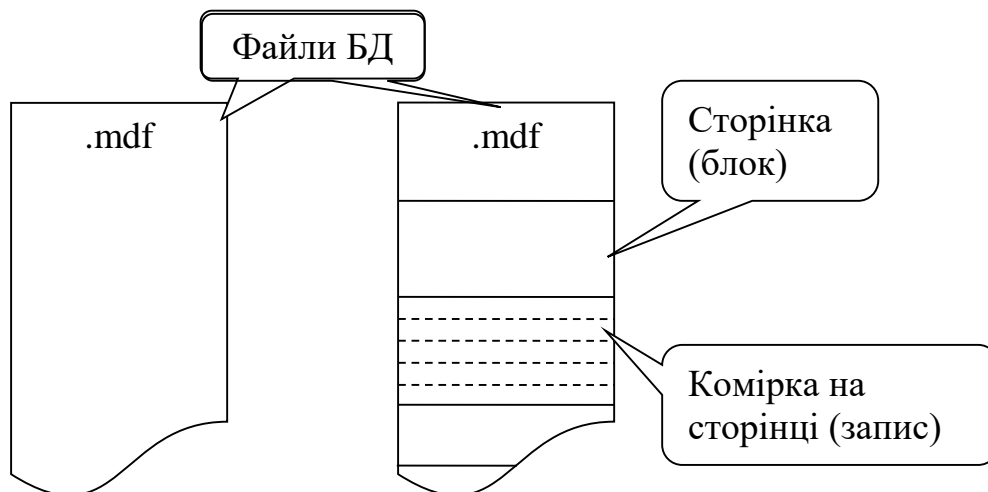 Файли БД
.mdf
.mdf
Сторінка
(блок)
Комірка на
сторінці (запис)